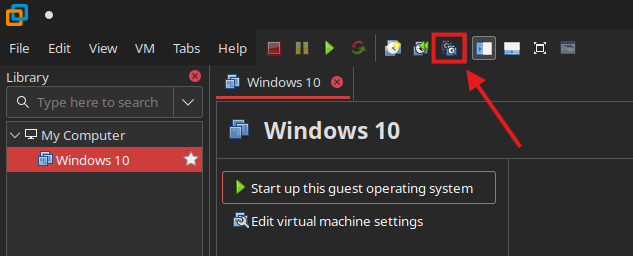 File Edit View VM Tabs Help
Library
Type here to search
Windows 10
My Computer
Windows 10
Windows 10
Start up this guest operating system
Edit virtual machine settings